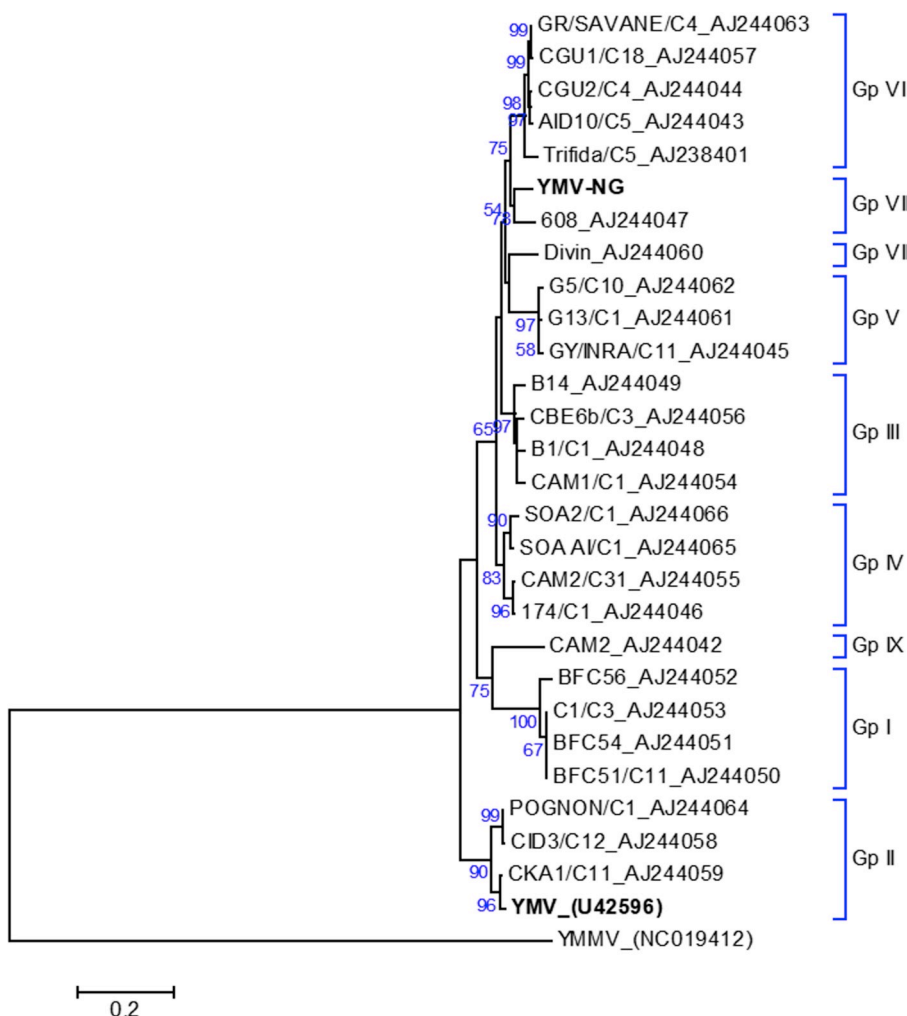 99
GR/SAVANE/C4_AJ244063
99
CGU1/C18_AJ244057
CGU2/C4_AJ244044
Gp VI
98
97
AID10/C5_AJ244043
75
Trifida/C5_AJ238401
YMV-NG
Gp VII
54
73
608_AJ244047
Divin_AJ244060
Gp VII
G5/C10_AJ244062
97
G13/C1_AJ244061
Gp V
58
GY/INRA/C11_AJ244045
B14_AJ244049
CBE6b/C3_AJ244056
65
97
Gp III
B1/C1_AJ244048
CAM1/C1_AJ244054
90
SOA2/C1_AJ244066
SOA AI/C1_AJ244065
Gp IV
83
CAM2/C31_AJ244055
96
174/C1_AJ244046
CAM2_AJ244042
Gp IX
75
BFC56_AJ244052
100
C1/C3_AJ244053
Gp I
67
BFC54_AJ244051
BFC51/C11_AJ244050
99
POGNON/C1_AJ244064
CID3/C12_AJ244058
Gp II
90
CKA1/C11_AJ244059
96
YMV_(U42596)
YMMV_(NC019412)
0.2